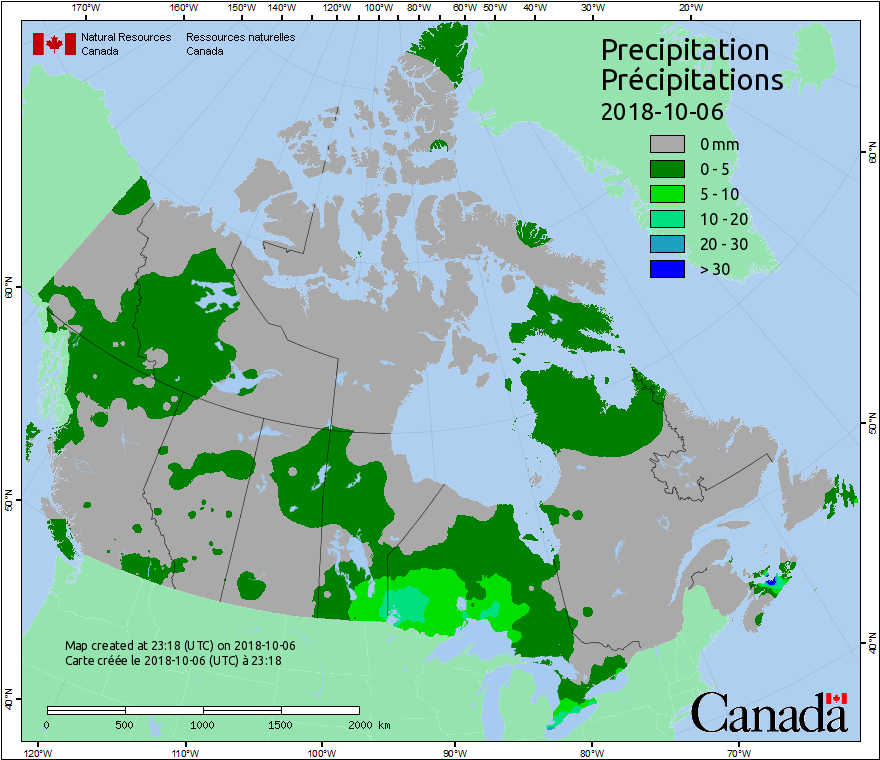 170°W 160°W 150°W 140°W 130°W 120°W 110°W 100°W 90°W 80°W 70°W 60°W 50°W 40°W 30°W 20°W
Natural Resources Canada
Ressources naturelles Canada
Precipitation
Précipitations
2018-10-06
0 mm
0 - 5
5 - 10
10 - 20
20 - 30
> 30
60°N
60°N
50°N
50°N
40°N
40°N
Map created at 23:18 (UTC) on 2018-10-06
Carte créée le 2018-10-06 (UTC) à 23:18
0 500 1000 1500 2000 km
Canada
120°W 110°W 100°W 90°W 80°W 70°W